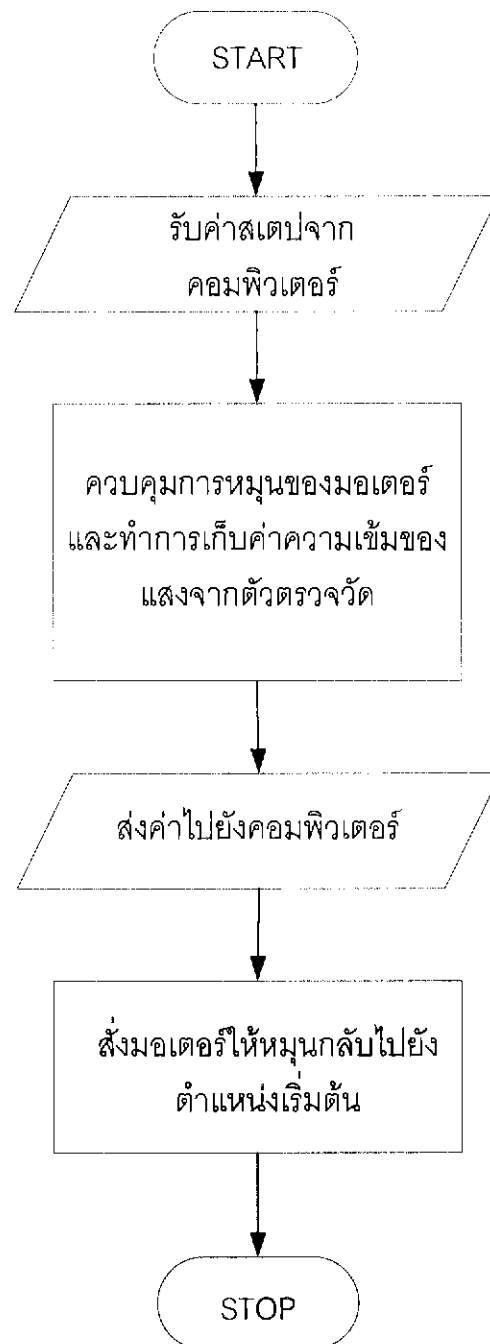 START
รับค่าสเตปจาก
คอมพิวเตอร์
ควบคุมการหมุนของมอเตอร์
และทำการเก็บค่าความเข้มของ
แสงจากตัวตรวจวัด
ส่งค่าไปยังคอมพิวเตอร์
สั่งมอเตอร์ให้หมุนกลับไปยัง
ตำแหน่งเริ่มต้น
STOP